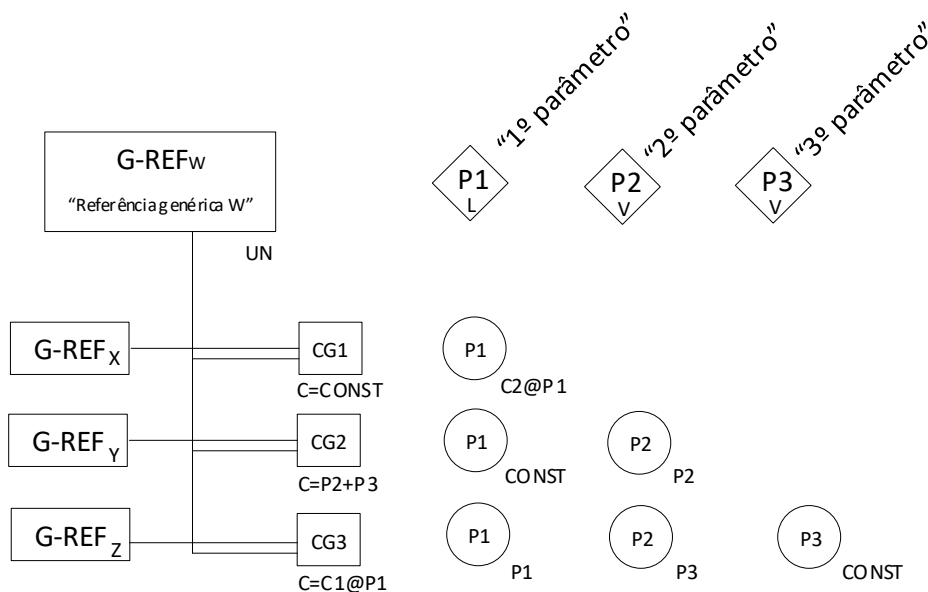 “1º parâmetro”
“2º parâmetro”
“3º parâmetro”
G-REFW
“Referência genérica W”
UN
P1
L
P2
V
P3
V
G-REFX
CG1
C=CONST
P1
C2@P1
G-REFY
CG2
C=P2+P3
P1
CONST
P2
P2
G-REFZ
CG3
C=C1@P1
P1
P1
P2
P3
P3
CONST